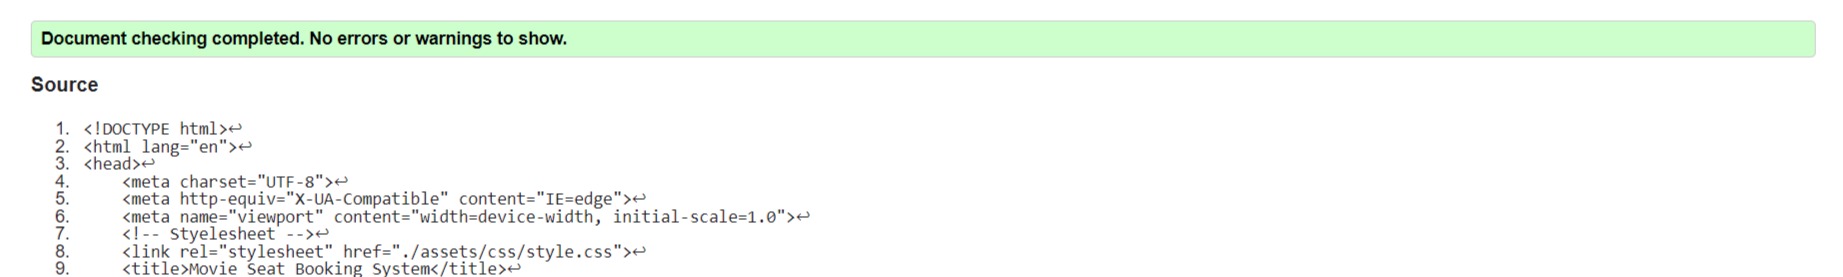 Document checking completed. No errors or warnings to show.
Source
1. <!DOCTYPE html>↩
2. <html lang="en">↩
3. <head>↩
4.     <meta charset="UTF-8">↩
5.     <meta http-equiv="X-UA-Compatible" content="IE=edge">↩
6.     <meta name="viewport" content="width=device-width, initial-scale=1.0">↩
7.     <!-- Styelesheet -->↩
8.     <link rel="stylesheet" href="./assets/css/style.css">↩
9.     <title>Movie Seat Booking System</title>↩